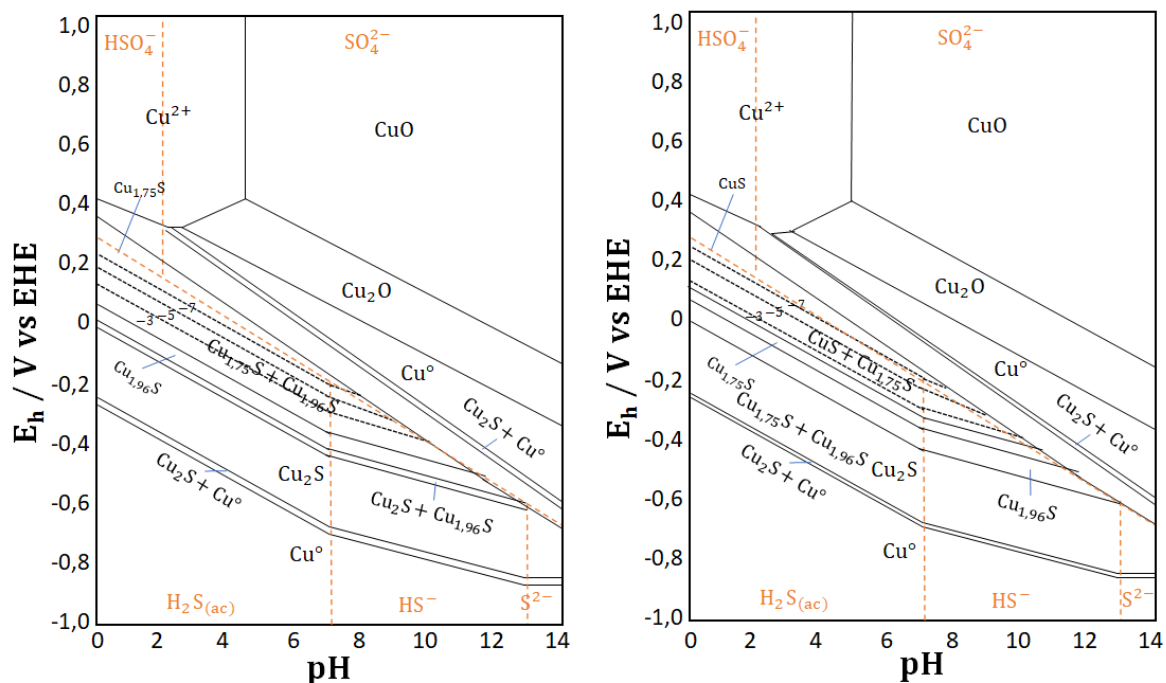 1,0
0,8
0,6
0,4
0,2
0
-0,2
-0,4
-0,6
-0,8
-1,0
E_h / V vs EHE
HSO₄⁻
SO₄²⁻
Cu²⁺
CuO
Cu₁,₇₅S
Cu₂O
−3 −5 −7
Cu₁,₇₅S + Cu₁,₉₆S
Cu°
Cu₁,₉₆S
Cu₂S + Cu°
Cu₂S
Cu₂S + Cu°
Cu₂S + Cu₁,₉₆S
Cu°
H₂S₍ac₎
HS⁻
S²⁻
0 2 4 6 8 10 12 14
pH
1,0
0,8
0,6
0,4
0,2
0
-0,2
-0,4
-0,6
-0,8
-1,0
E_h / V vs EHE
HSO₄⁻
SO₄²⁻
Cu²⁺
CuO
CuS
Cu₂O
−3 −5 −7
CuS + Cu₁,₇₅S
Cu°
Cu₁,₇₅S
Cu₂S + Cu°
Cu₁,₇₅S + Cu₁,₉₆S
Cu₂S
Cu₂S + Cu°
Cu₁,₉₆S
Cu°
H₂S₍ac₎
HS⁻
S²⁻
0 2 4 6 8 10 12 14
pH